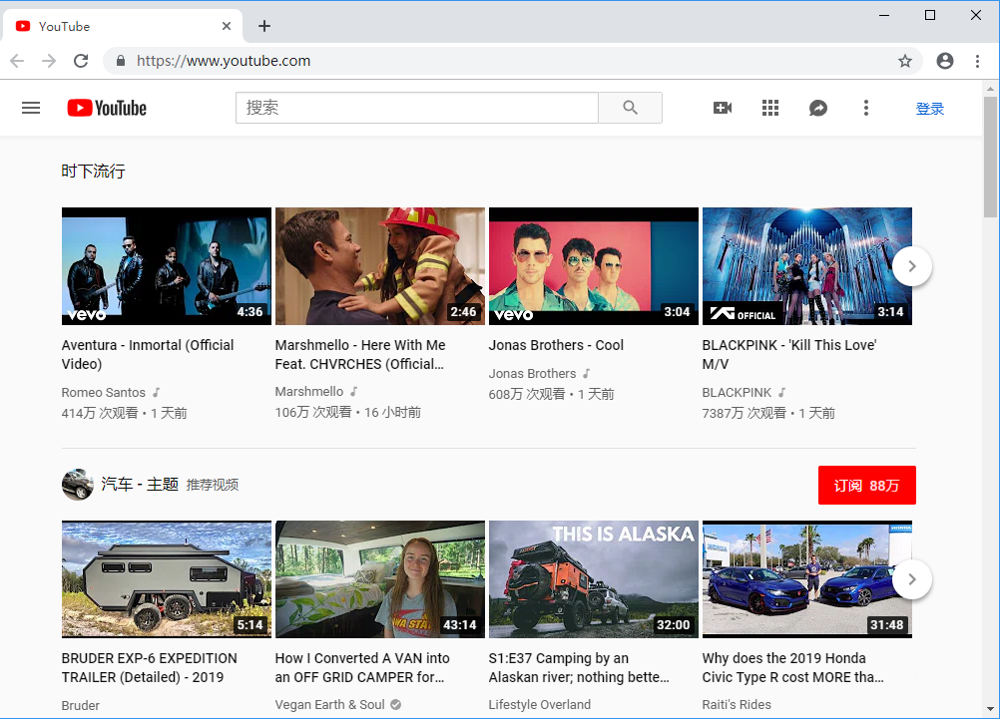 YouTube
https://www.youtube.com
YouTube
搜索
登录
时下流行
vevo
4:36
2:46
vevo
3:04
YG OFFICIAL
3:14
Aventura - Inmortal (Official
Video)
Romeo Santos
414万 次观看 • 1 天前
Marshmello - Here With Me
Feat. CHVRCHES (Official…
Marshmello
106万 次观看 • 16 小时前
Jonas Brothers - Cool
Jonas Brothers
608万 次观看 • 1 天前
BLACKPINK - 'Kill This Love'
M/V
BLACKPINK
7387万 次观看 • 1 天前
汽车 - 主题 推荐视频
订阅 88万
5:14
43:14
THIS IS ALASKA
32:00
HONDA
31:48
BRUDER EXP-6 EXPEDITION
TRAILER (Detailed) - 2019
Bruder
How I Converted A VAN into
an OFF GRID CAMPER for…
Vegan Earth & Soul
S1:E37 Camping by an
Alaskan river; nothing bette…
Lifestyle Overland
Why does the 2019 Honda
Civic Type R cost MORE tha…
Raiti's Rides